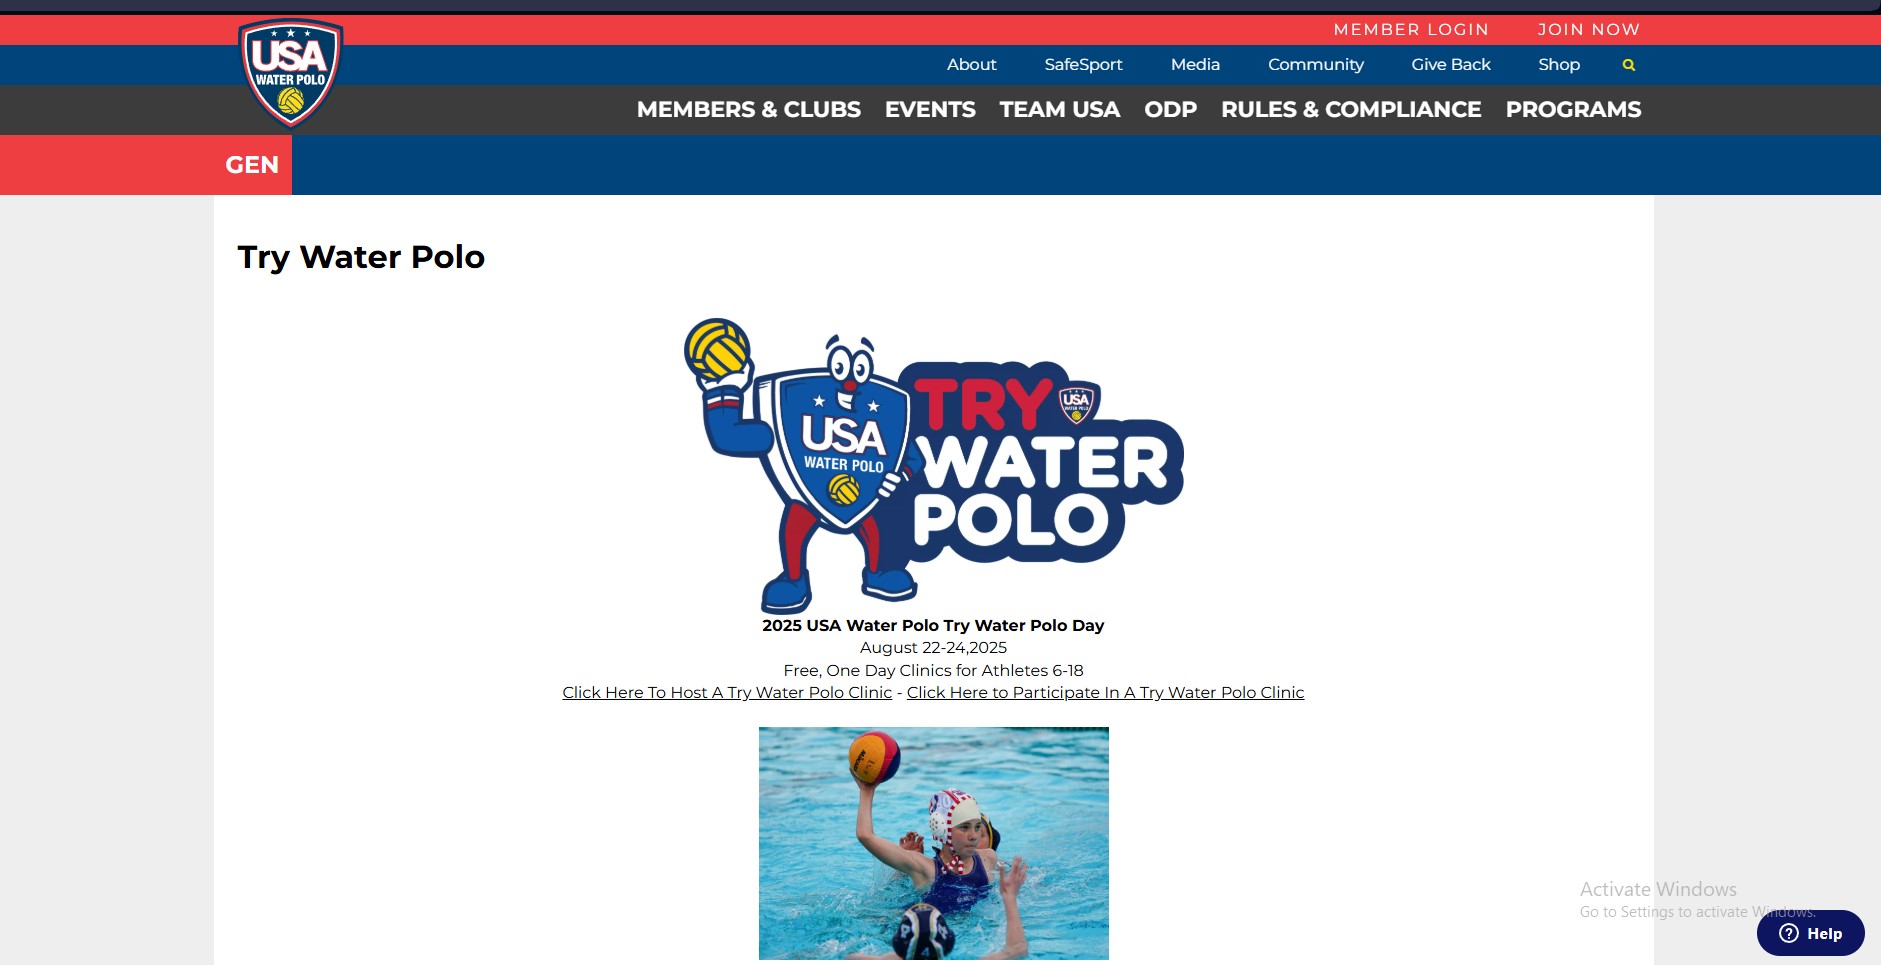 MEMBER LOGIN JOIN NOW
USA
WATER POLO
About SafeSport Media Community Give Back Shop
MEMBERS & CLUBS EVENTS TEAM USA ODP RULES & COMPLIANCE PROGRAMS
GEN
Try Water Polo
USA
WATER POLO
TRY
USA
WATER POLO
WATER
POLO
2025 USA Water Polo Try Water Polo Day
August 22-24,2025
Free, One Day Clinics for Athletes 6-18
Click Here To Host A Try Water Polo Clinic - Click Here to Participate In A Try Water Polo Clinic
4 4
Activate Windows
Go to Settings to activate Windows.
? Help